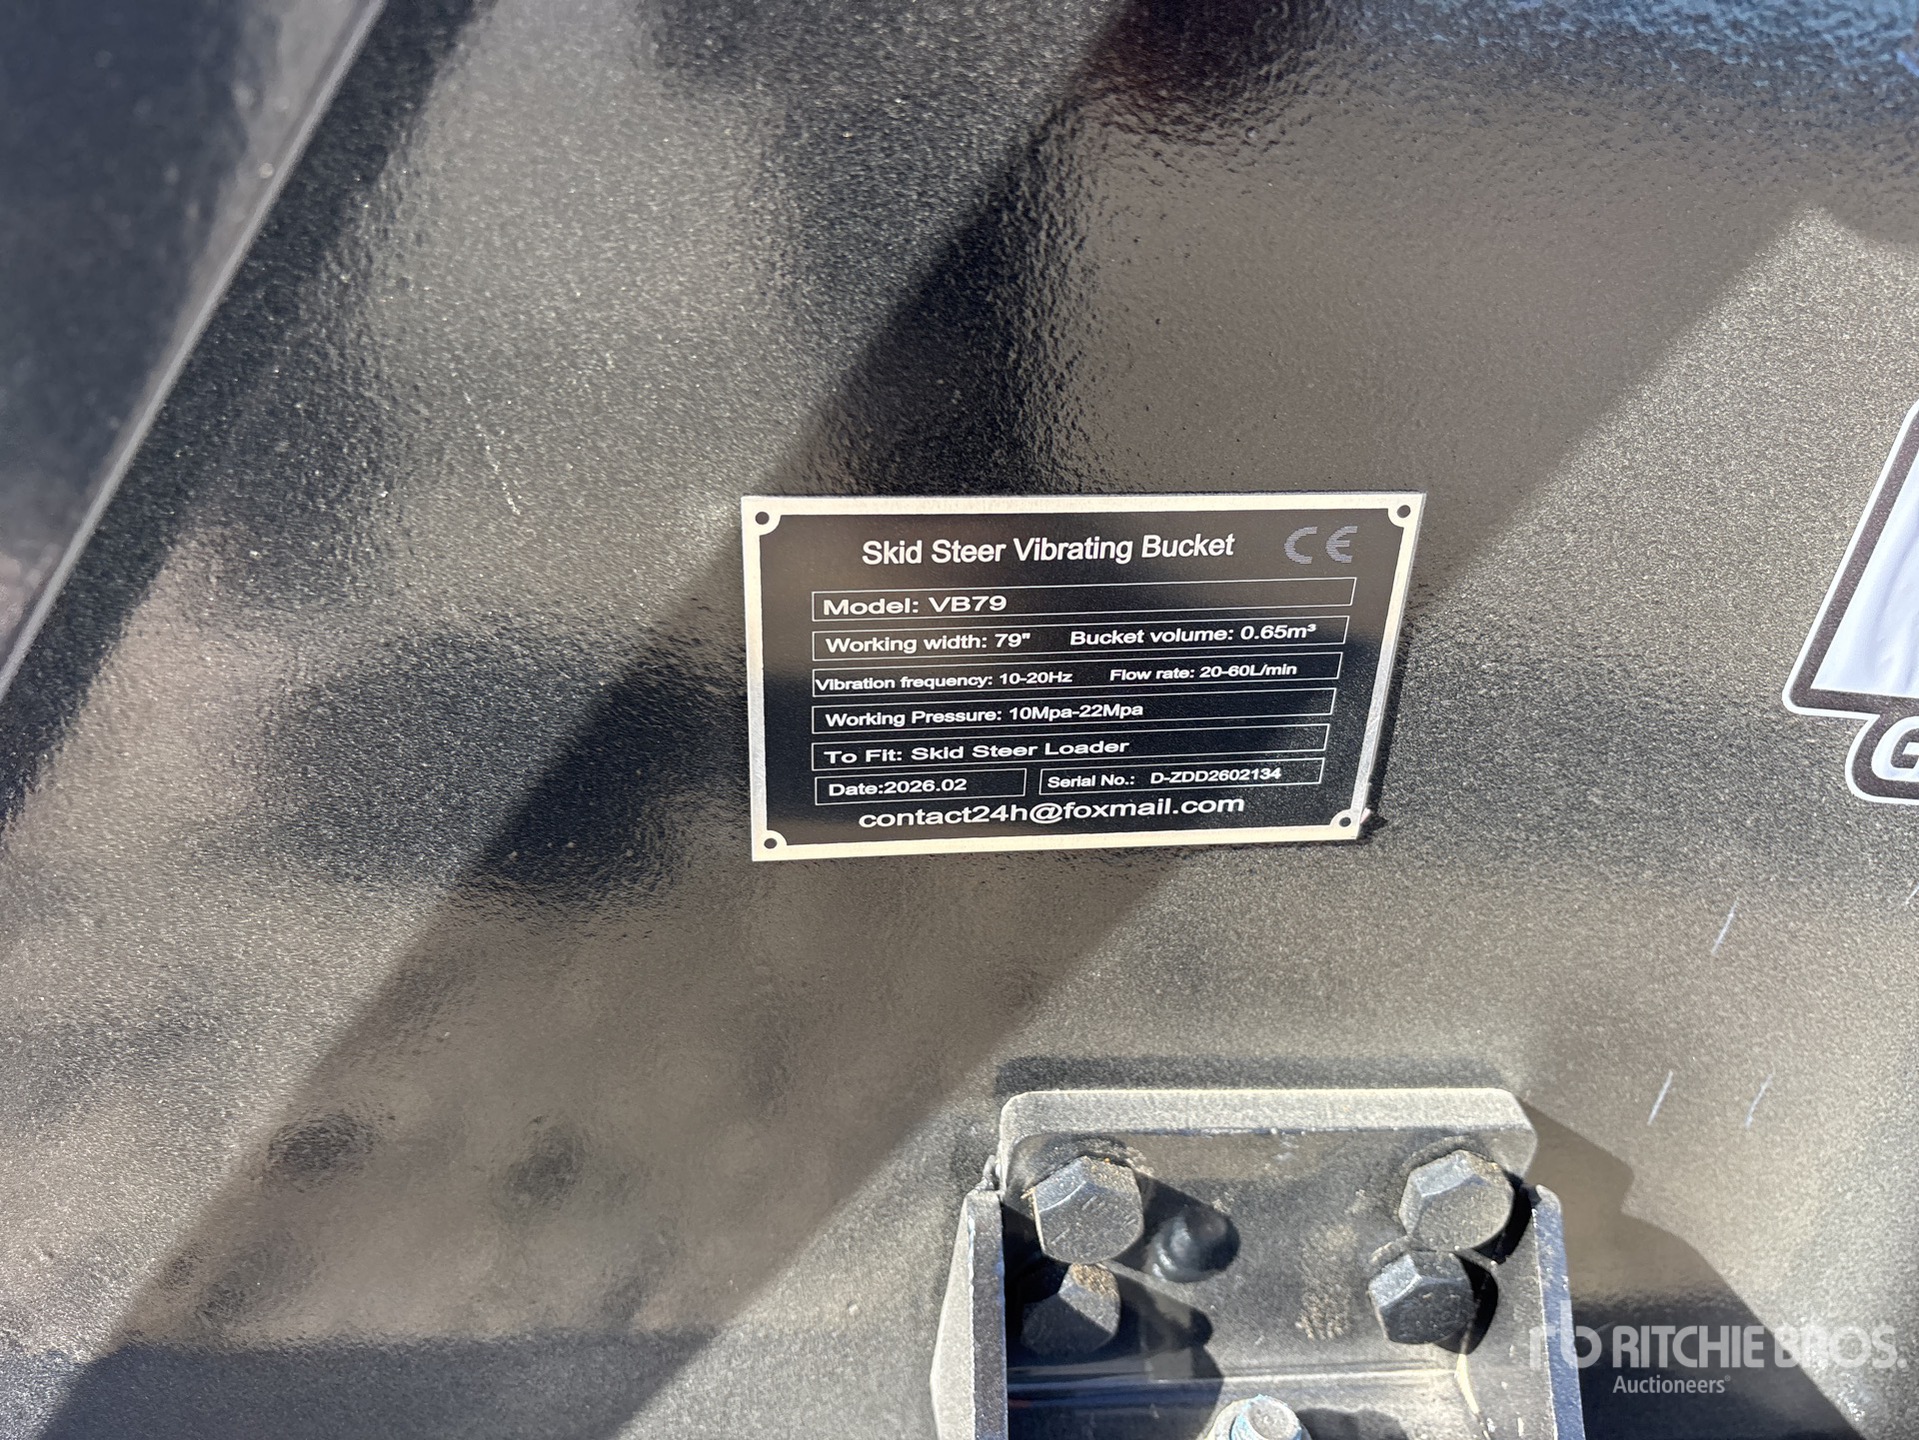 Skid Steer Vibrating Bucket CE
Model: VB79
Working width: 79" Bucket volume: 0.65m³
Vibration frequency: 10-20Hz Flow rate: 20-60L/min
Working Pressure: 10Mpa-22Mpa
To Fit: Skid Steer Loader
Date:2026.02 Serial No.: D-ZDD2602134
contact24h@foxmail.com
G
rb RITCHIE BROS.
Auctioneers